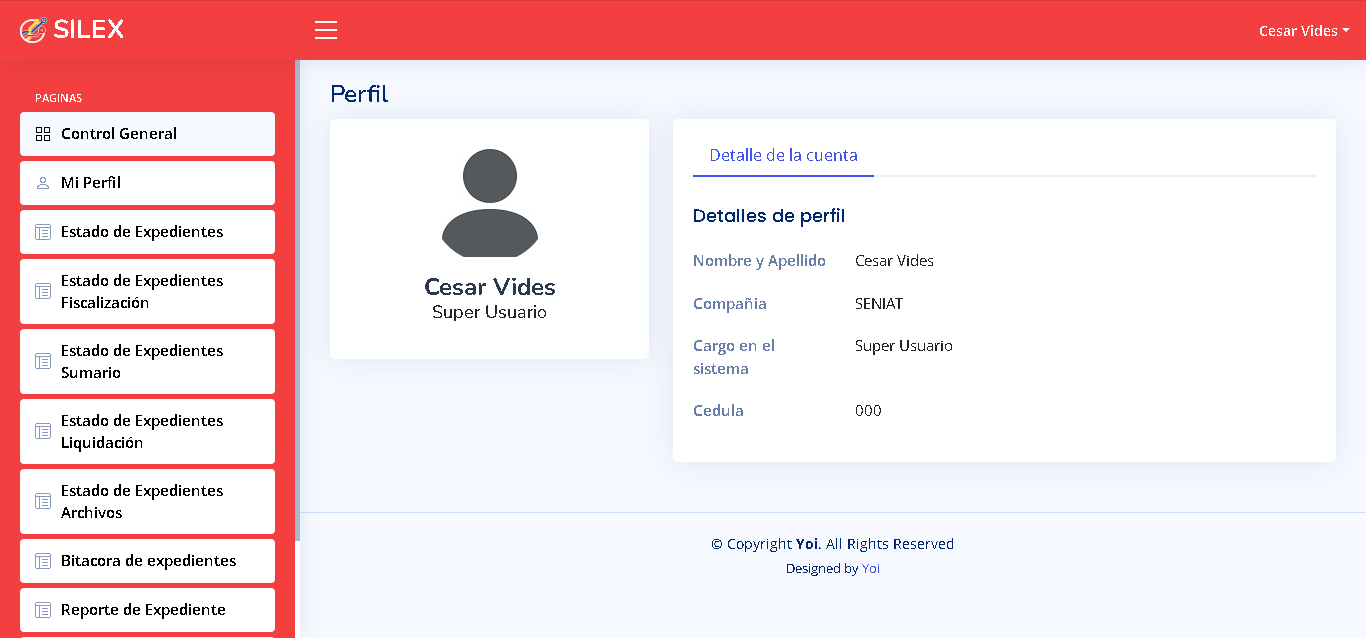 SILEX
Cesar Vides
PAGINAS
Control General
Mi Perfil
Estado de Expedientes
Estado de Expedientes
Fiscalización
Estado de Expedientes
Sumario
Estado de Expedientes
Liquidación
Estado de Expedientes
Archivos
Bitacora de expedientes
Reporte de Expediente
Perfil
Cesar Vides
Super Usuario
Detalle de la cuenta
Detalles de perfil
Nombre y Apellido Cesar Vides
Compañia SENIAT
Cargo en el Super Usuario
sistema
Cedula 000
© Copyright Yoi. All Rights Reserved
Designed by Yoi